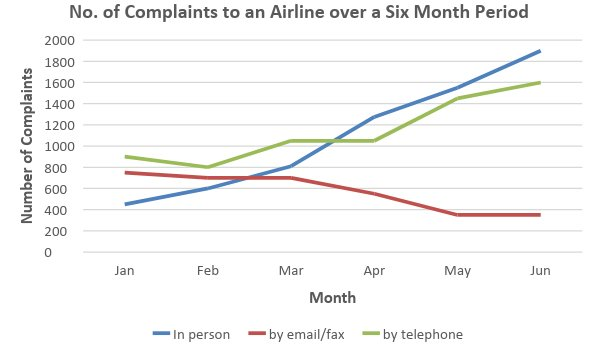 No. of Complaints to an Airline over a Six Month Period
2000
1800
1600
1400
1200
1000
800
600
400
200
0
Number of Complaints
Jan Feb Mar Apr May Jun
Month
In person by email/fax by telephone